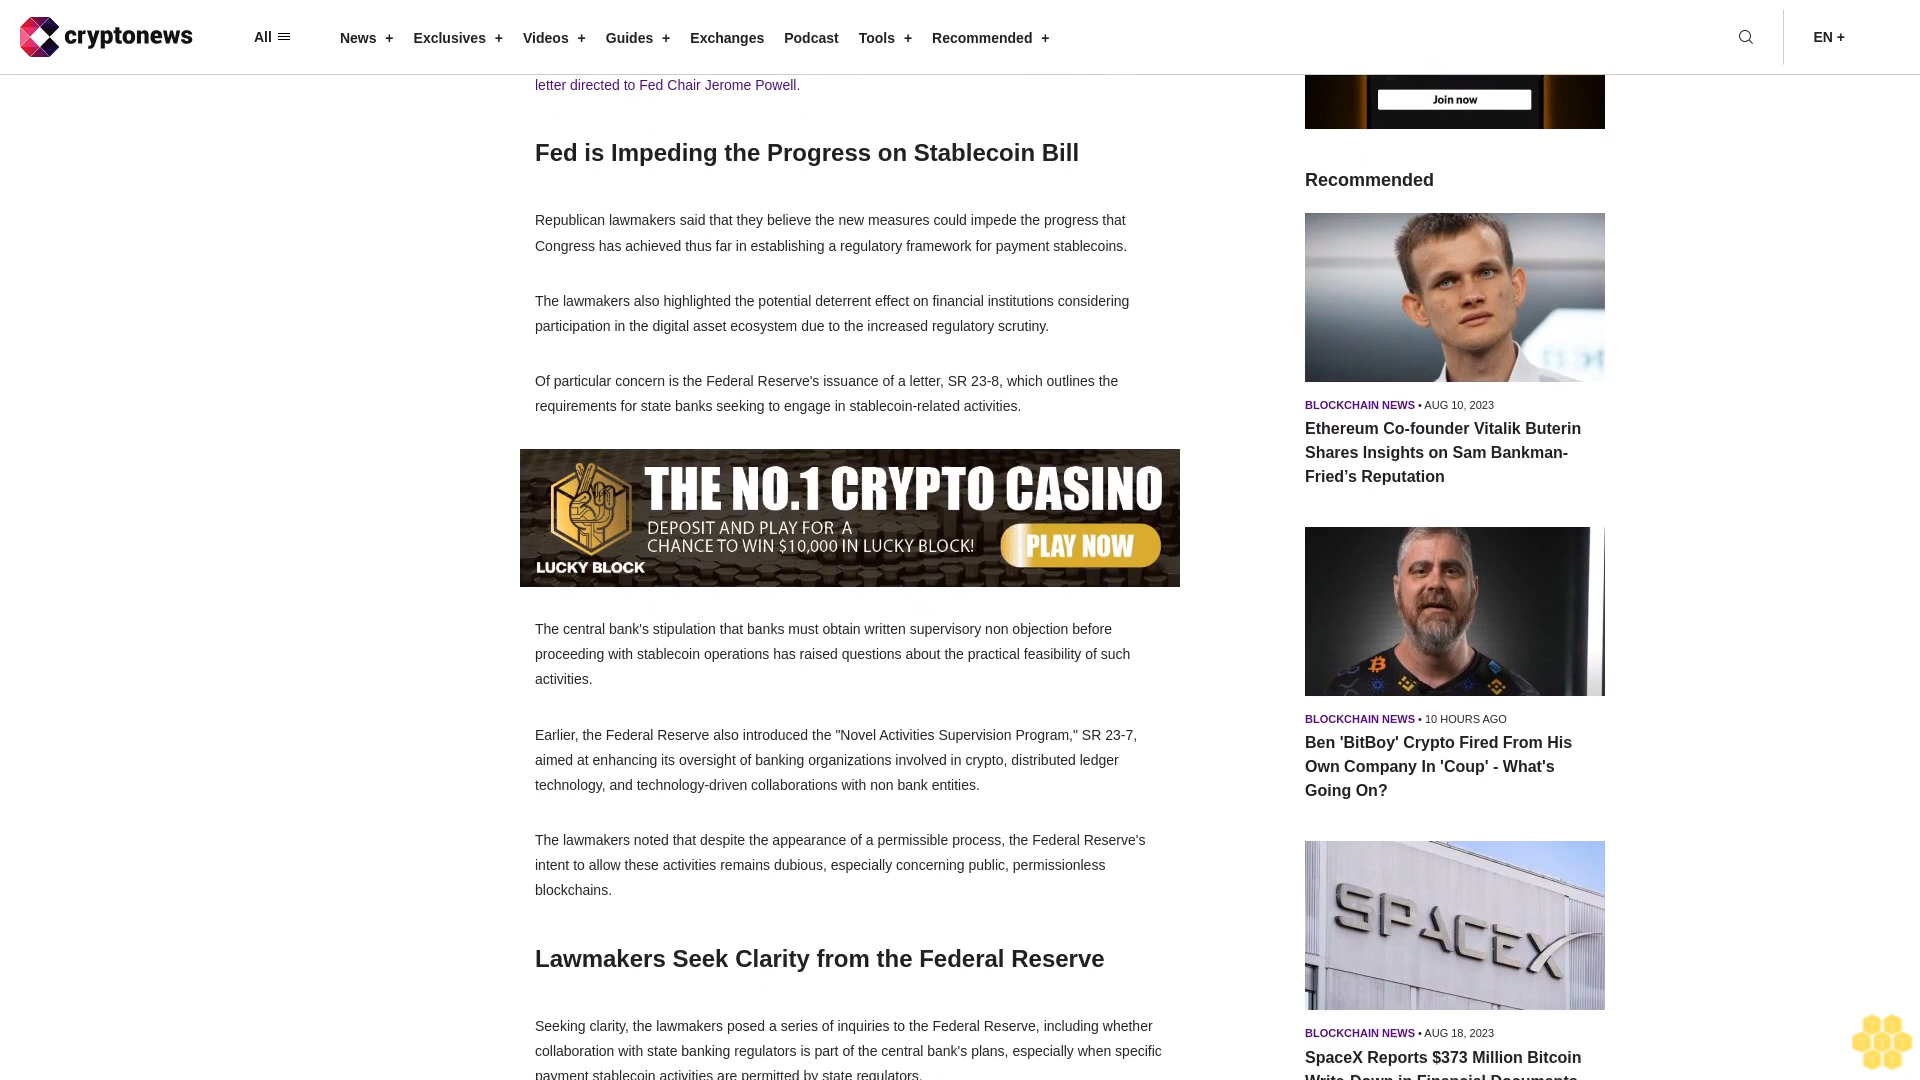 cryptonews
All
News +
Exclusives +
Videos +
Guides +
Exchanges
Podcast
Tools +
Recommended +
EN +
letter directed to Fed Chair Jerome Powell.
Fed is Impeding the Progress on Stablecoin Bill
Republican lawmakers said that they believe the new measures could impede the progress that
Congress has achieved thus far in establishing a regulatory framework for payment stablecoins.
The lawmakers also highlighted the potential deterrent effect on financial institutions considering
participation in the digital asset ecosystem due to the increased regulatory scrutiny.
Of particular concern is the Federal Reserve's issuance of a letter, SR 23-8, which outlines the
requirements for state banks seeking to engage in stablecoin-related activities.
THE NO.1 CRYPTO CASINO
DEPOSIT AND PLAY FOR A
CHANCE TO WIN $10,000 IN LUCKY BLOCK!
PLAY NOW
LUCKY BLOCK
The central bank's stipulation that banks must obtain written supervisory non objection before
proceeding with stablecoin operations has raised questions about the practical feasibility of such
activities.
Earlier, the Federal Reserve also introduced the "Novel Activities Supervision Program," SR 23-7,
aimed at enhancing its oversight of banking organizations involved in crypto, distributed ledger
technology, and technology-driven collaborations with non bank entities.
The lawmakers noted that despite the appearance of a permissible process, the Federal Reserve's
intent to allow these activities remains dubious, especially concerning public, permissionless
blockchains.
Lawmakers Seek Clarity from the Federal Reserve
Seeking clarity, the lawmakers posed a series of inquiries to the Federal Reserve, including whether
collaboration with state banking regulators is part of the central bank's plans, especially when specific
payment stablecoin activities are permitted by state regulators.
Join now
Recommended
BLOCKCHAIN NEWS • AUG 10, 2023
Ethereum Co-founder Vitalik Buterin
Shares Insights on Sam Bankman-
Fried’s Reputation
BLOCKCHAIN NEWS • 10 HOURS AGO
Ben 'BitBoy' Crypto Fired From His
Own Company In 'Coup' - What's
Going On?
SPACEX
BLOCKCHAIN NEWS • AUG 18, 2023
SpaceX Reports $373 Million Bitcoin
Write-Down in Financial Documents